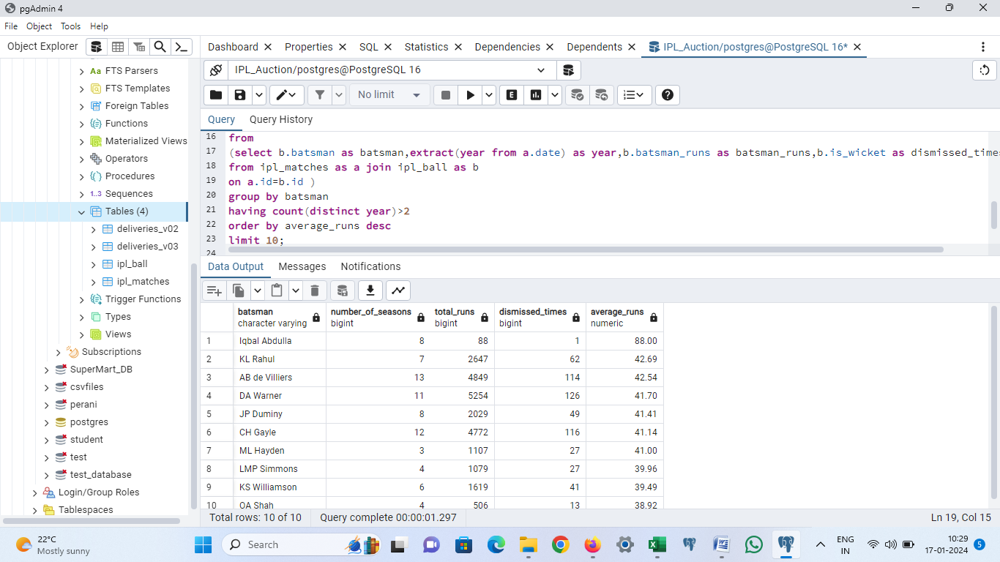 pgAdmin 4
File Object Tools Help
Object Explorer
Dashboard Properties SQL Statistics Dependencies Dependents IPL_Auction/postgres@PostgreSQL 16*
FTS Parsers
FTS Templates
Foreign Tables
Functions
Materialized Views
Operators
Procedures
1..3 Sequences
Tables (4)
deliveries_v02
deliveries_v03
ipl_ball
ipl_matches
Trigger Functions
Types
Views
Subscriptions
SuperMart_DB
csvfiles
perani
postgres
student
test
test_database
Login/Group Roles
Tablespaces
IPL_Auction/postgres@PostgreSQL 16
No limit
E
Query Query History
16 from
17 (select b.batsman as batsman,extract(year from a.date) as year,b.batsman_runs as batsman_runs,b.is_wicket as dismissed_time
18 from ipl_matches as a join ipl_ball as b
19 on a.id=b.id )
20 group by batsman
21 having count(distinct year)>2
22 order by average_runs desc
23 limit 10;
24
Data Output Messages Notifications
batsman number_of_seasons total_runs dismissed_times average_runs
character varying bigint bigint bigint numeric
1 Iqbal Abdulla 8 88 1 88.00
2 KL Rahul 7 2647 62 42.69
3 AB de Villiers 13 4849 114 42.54
4 DA Warner 11 5254 126 41.70
5 JP Duminy 8 2029 49 41.41
6 CH Gayle 12 4772 116 41.14
7 ML Hayden 3 1107 27 41.00
8 LMP Simmons 4 1079 27 39.96
9 KS Williamson 6 1619 41 39.49
10 OA Shah 4 506 13 38.92
Total rows: 10 of 10 Query complete 00:00:01.297 Ln 19, Col 15
22°C
Mostly sunny
Search
ENG
IN
10:29
17-01-2024
5